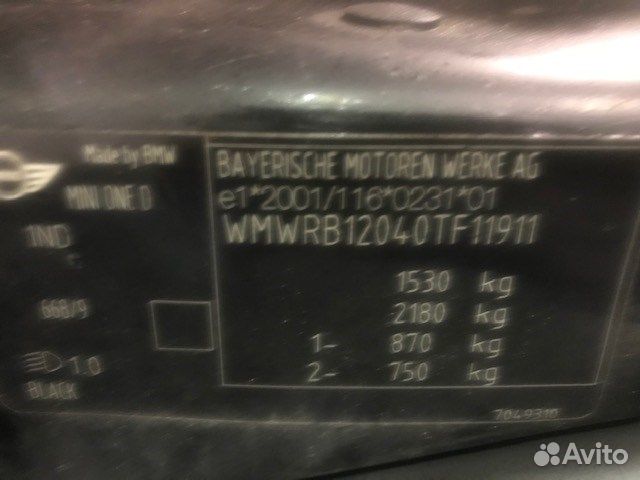 Made by BMW
MINI ONE D
1ND
668/9
1.0
BLACK
BAYERISCHE MOTOREN WERKE AG
e1*2001/116*0231*01
WMWRB12040TF11911
1530 kg
2180 kg
1- 870 kg
2- 750 kg
7049310
Avito